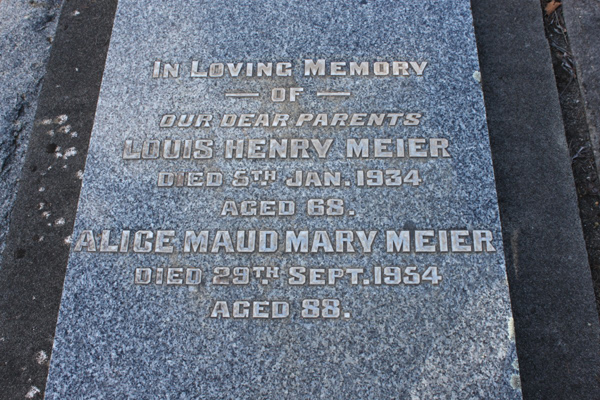 In Loving Memory
— OF —
OUR DEAR PARENTS
LOUIS HENRY MEIER
DIED 5TH JAN. 1934
AGED 68.
ALICE MAUD MARY MEIER
DIED 29TH. SEPT. 1954
AGED 88.